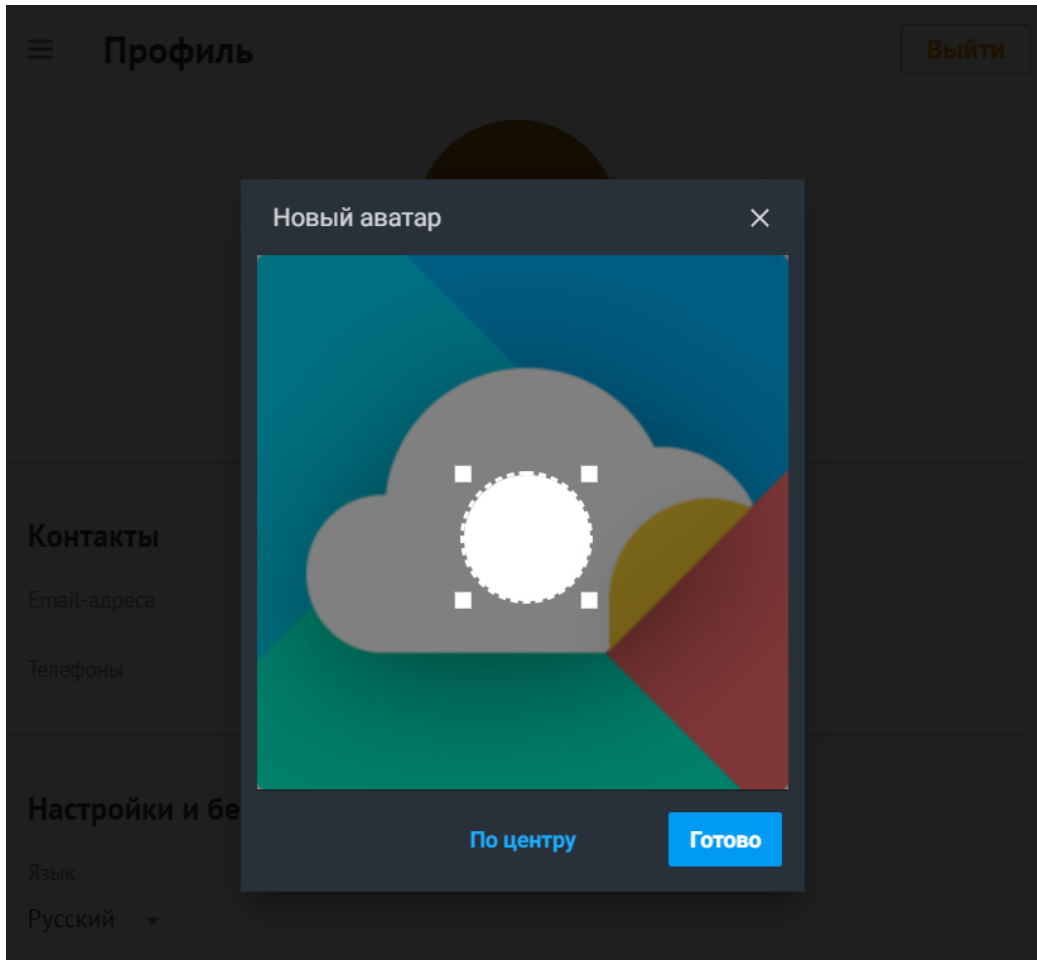 Профиль
Выйти
Новый аватар
Контакты
Email-адреса
Телефоны
Настройки и бе
По центру
Готово
Язык
Русский